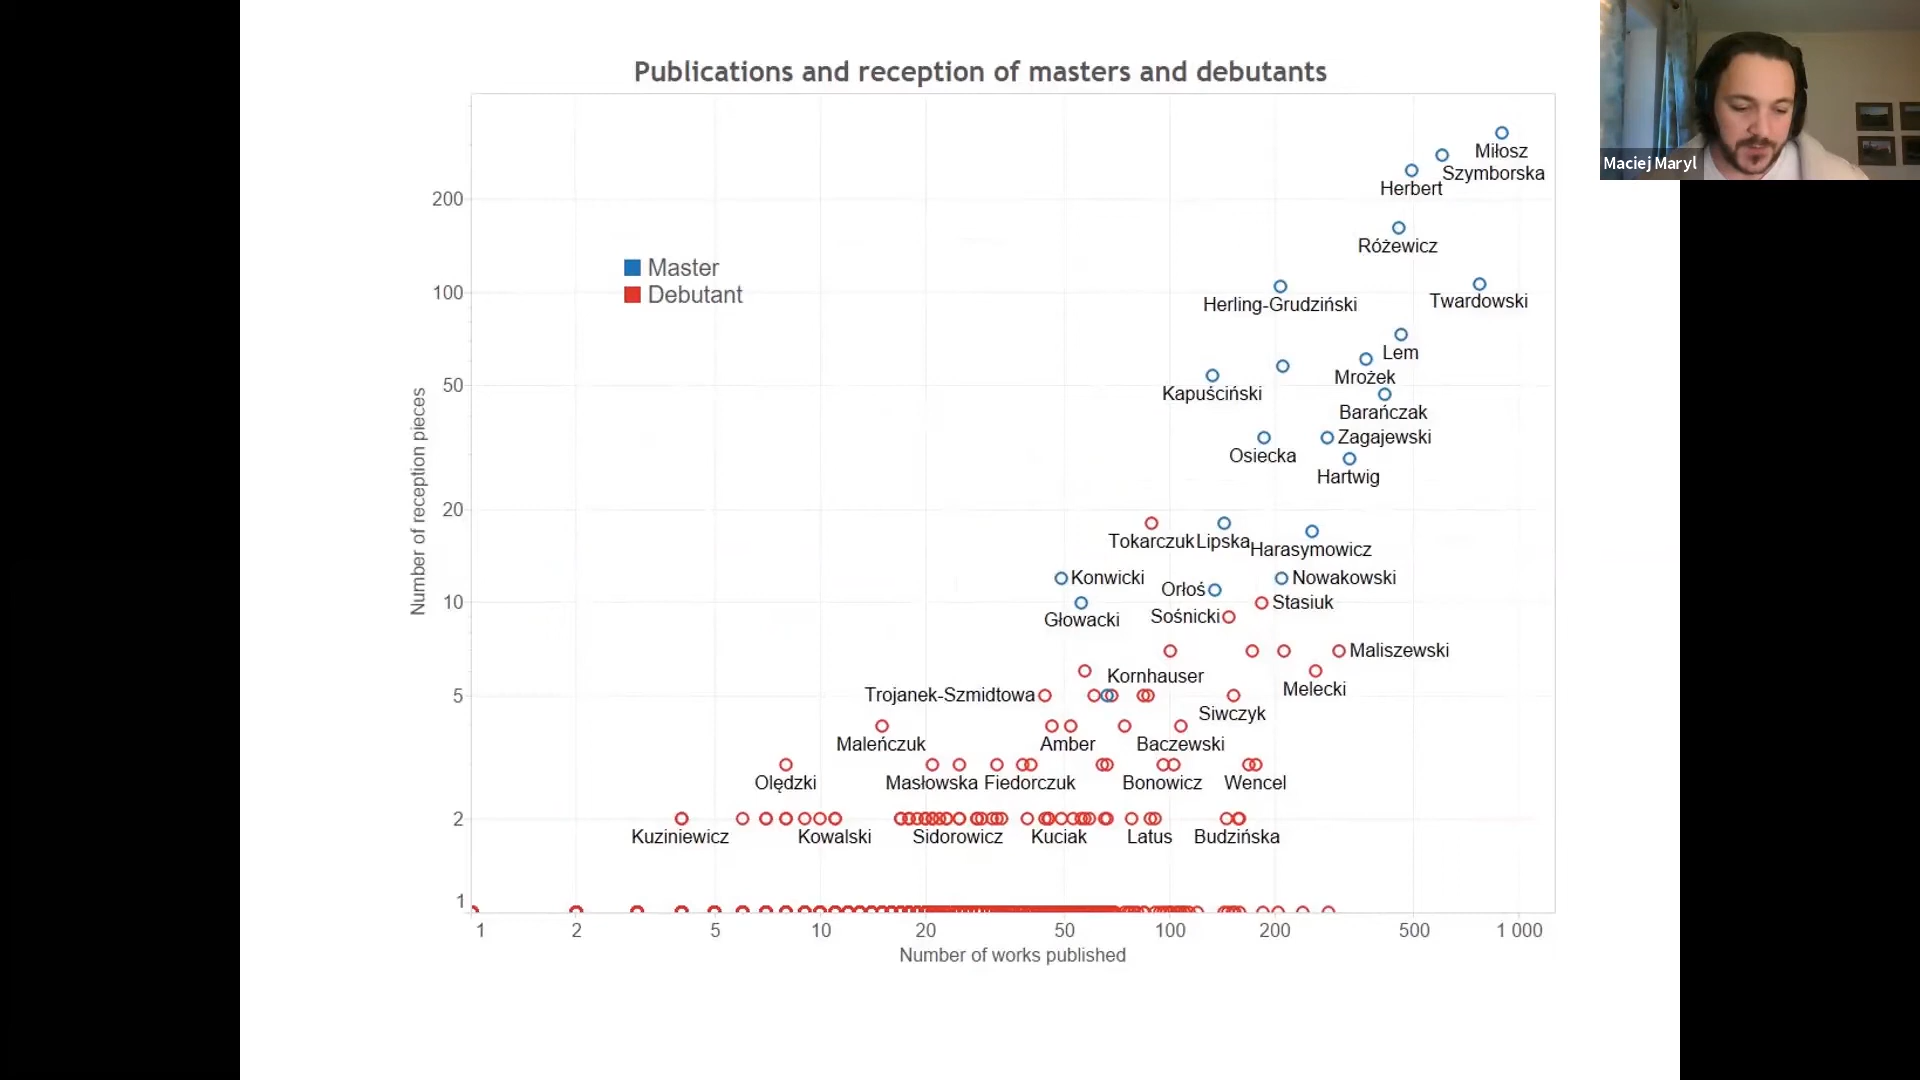 Publications and reception of masters and debutants
Maciej Maryl
Miłosz
Szymborska
Herbert
200
Różewicz
Master
Debutant
100
Herling-Grudziński
Twardowski
Lem
Mrożek
50
Kapuściński
Barańczak
Zagajewski
Osiecka
Hartwig
20
Tokarczuk
Lipska
Harasymowicz
Konwicki
Nowakowski
Orłoś
10
Stasiuk
Głowacki
Sośnicki
Maliszewski
Kornhauser
Melecki
5
Trojanek-Szmidtowa
Siwczyk
Maleńczuk
Amber
Baczewski
Olędzki
Masłowska
Fiedorczuk
Bonowicz
Wencel
2
Kuziniewicz
Kowalski
Sidorowicz
Kuciak
Latus
Budzińska
1
Number of reception pieces
1 2 5 10 20 50 100 200 500 1 000
Number of works published